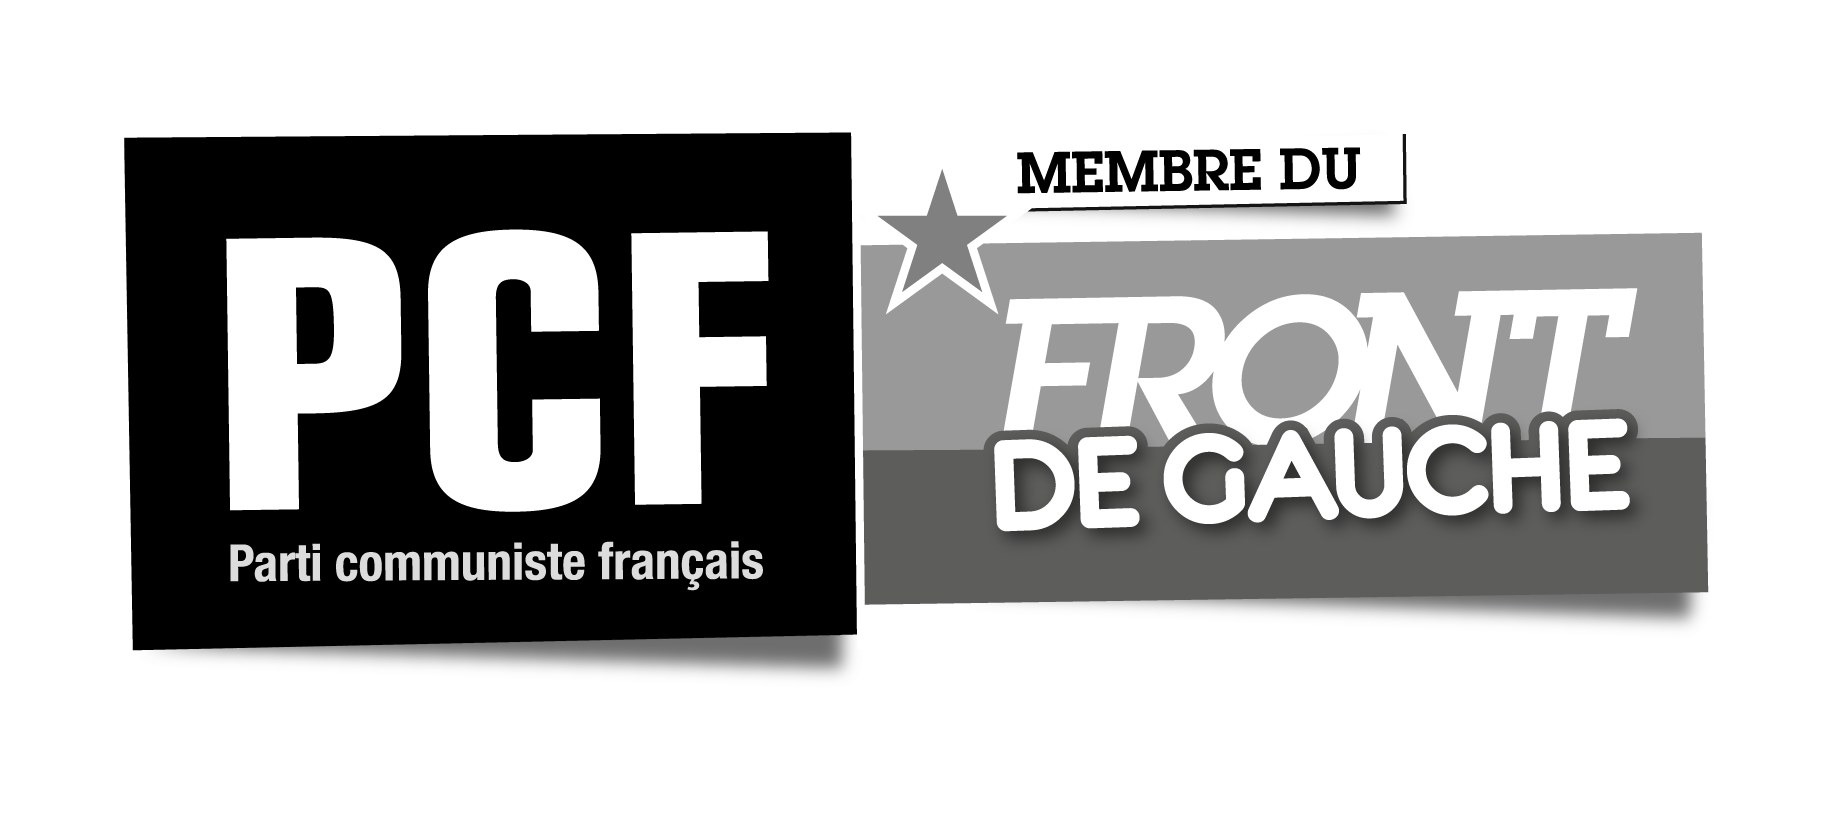 PCF
Parti communiste français
MEMBRE DU
FRONT
DE GAUCHE